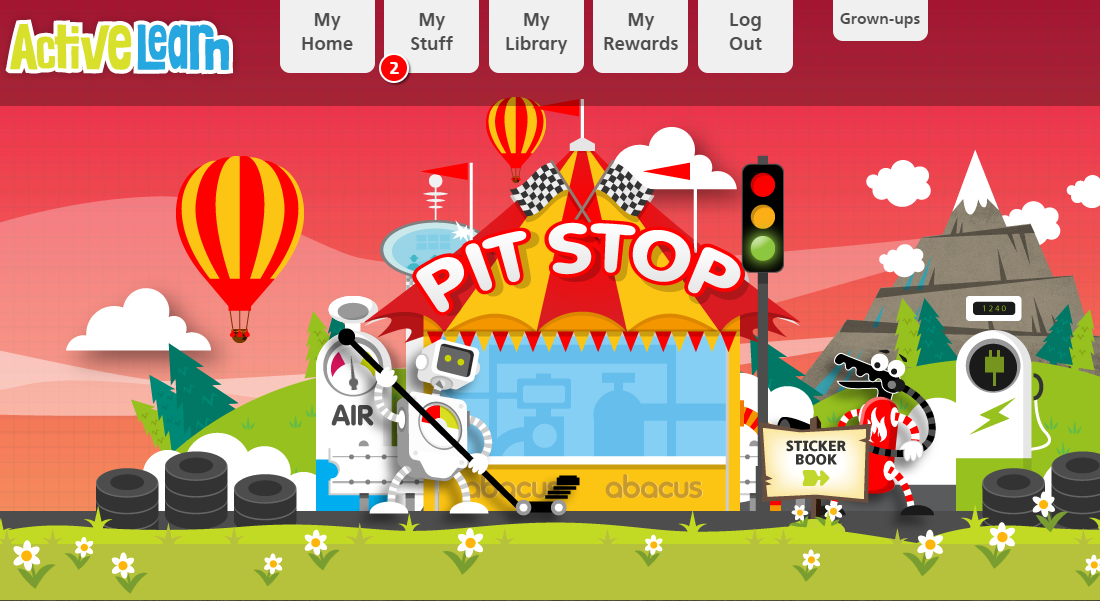 ActiveLearn
My
Home
My
Stuff
2
My
Library
My
Rewards
Log
Out
Grown-ups
PIT STOP
1240
AIR
STICKER
BOOK
abacus
abacus